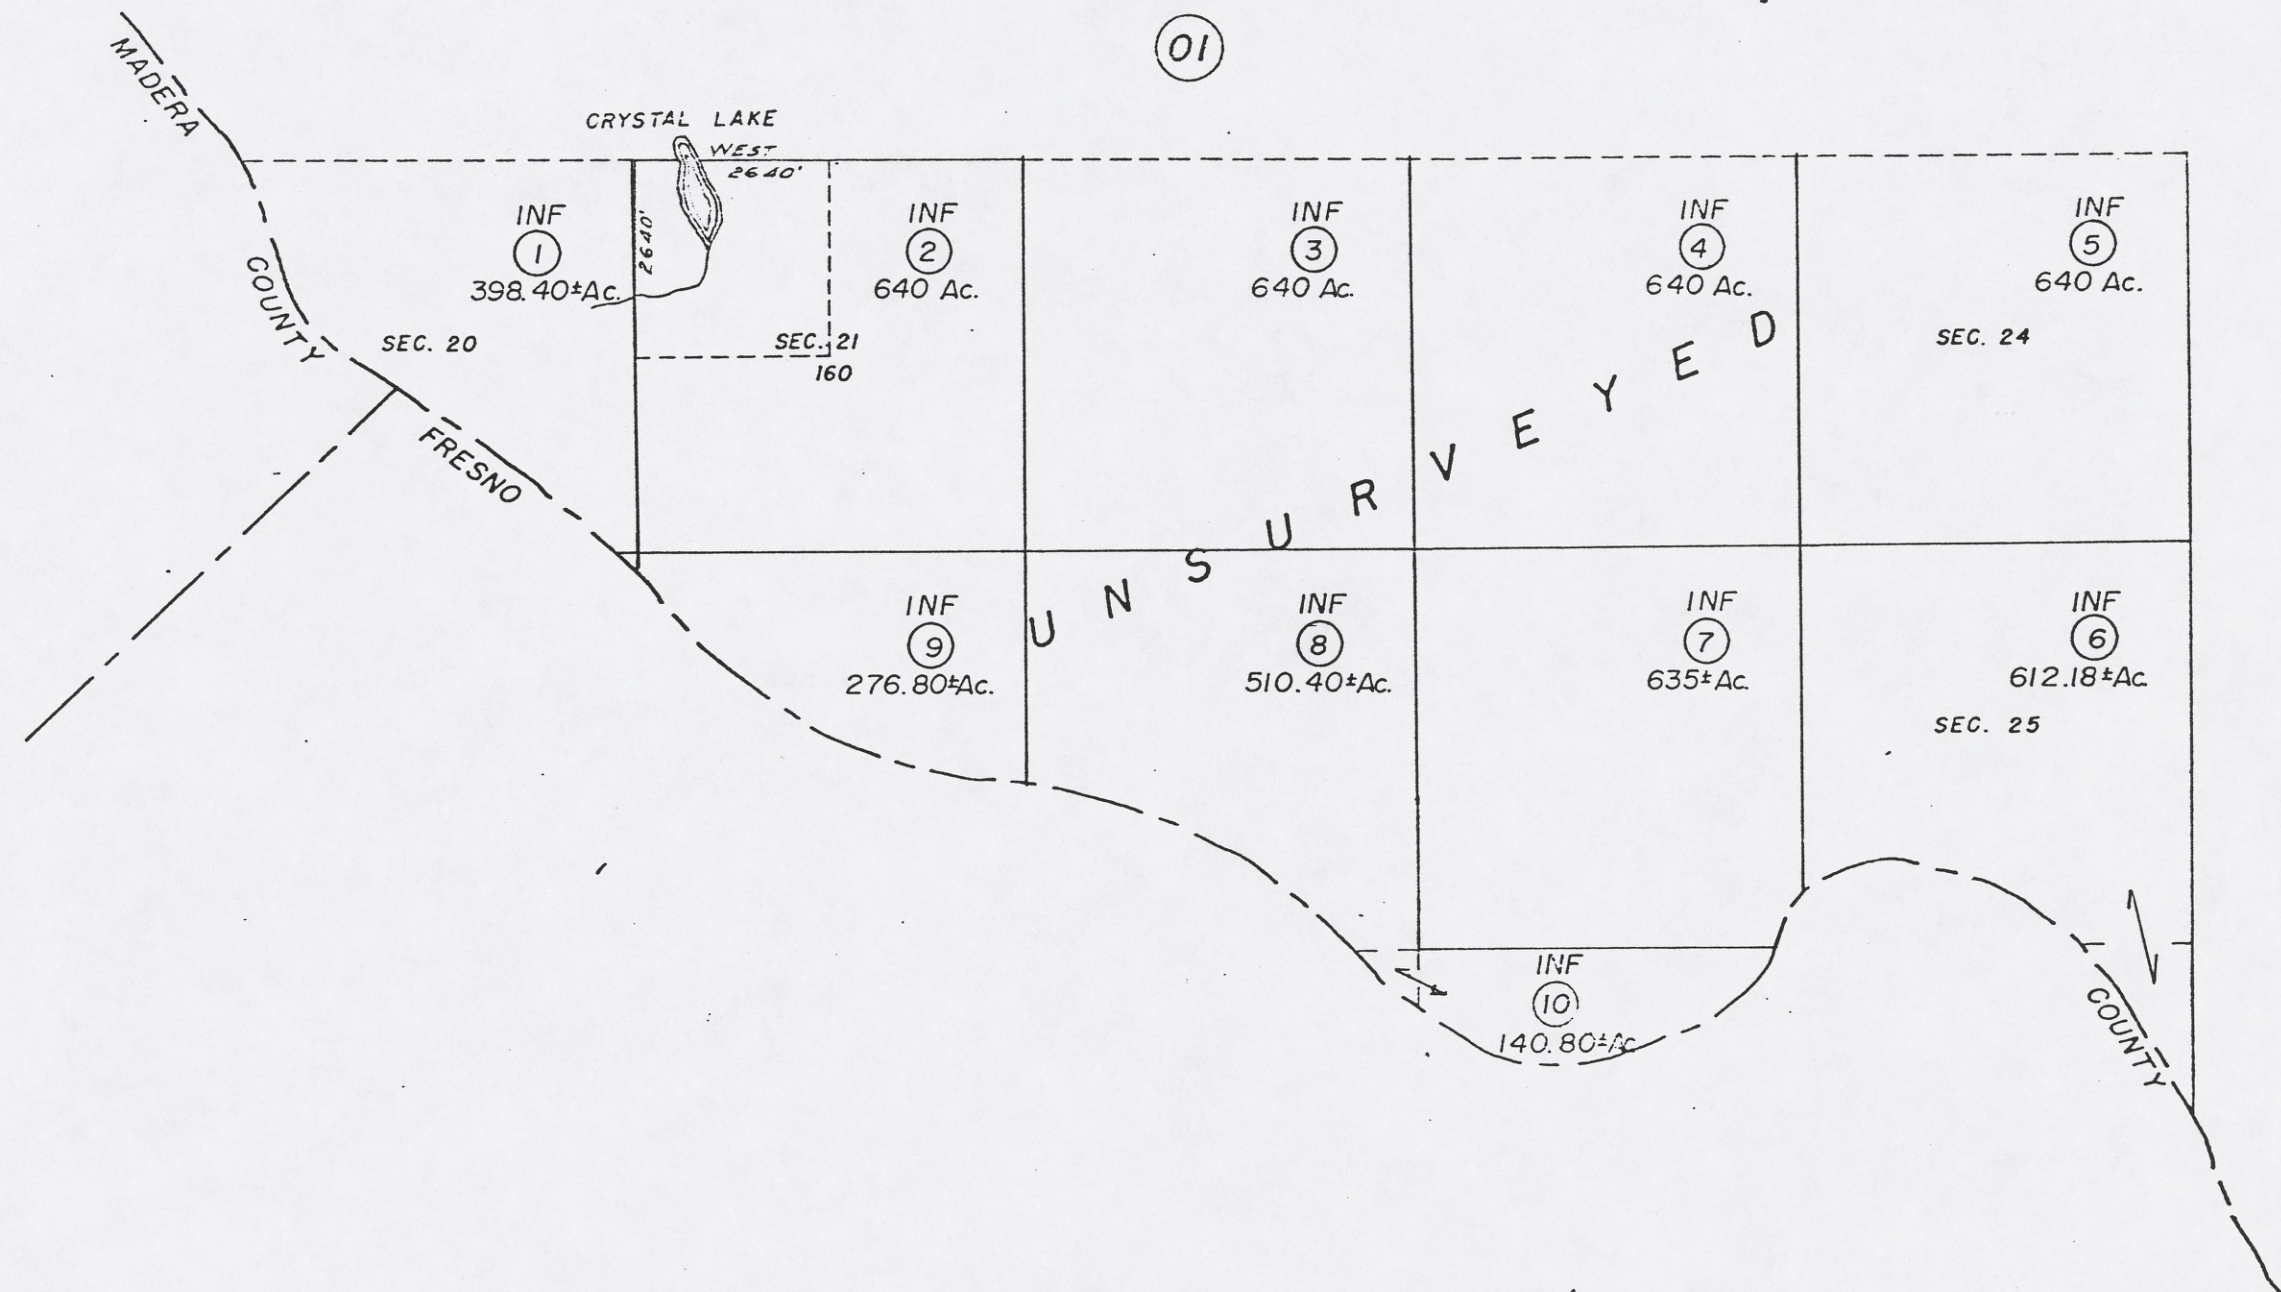 01
MADERA
COUNTY
FRESNO
CRYSTAL LAKE
WEST
2640'
2640'
INF
1
398.40±Ac.
SEC. 20
INF
2
640 Ac.
SEC. 21
160
INF
3
640 Ac.
INF
4
640 Ac.
INF
5
640 Ac.
SEC. 24
UNSURVEYED
INF
9
276.80±Ac.
INF
8
510.40±Ac.
INF
7
635±Ac.
INF
6
612.18±Ac.
SEC. 25
INF
10
140.80±Ac
COUNTY